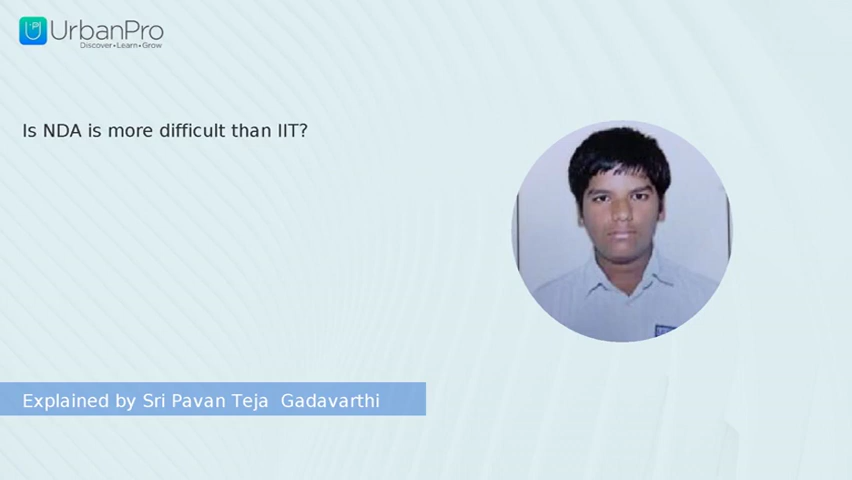 UrbanPro
Discover•Learn•Grow
Is NDA is more difficult than IIT?
Explained by Sri Pavan Teja  Gadavarthi